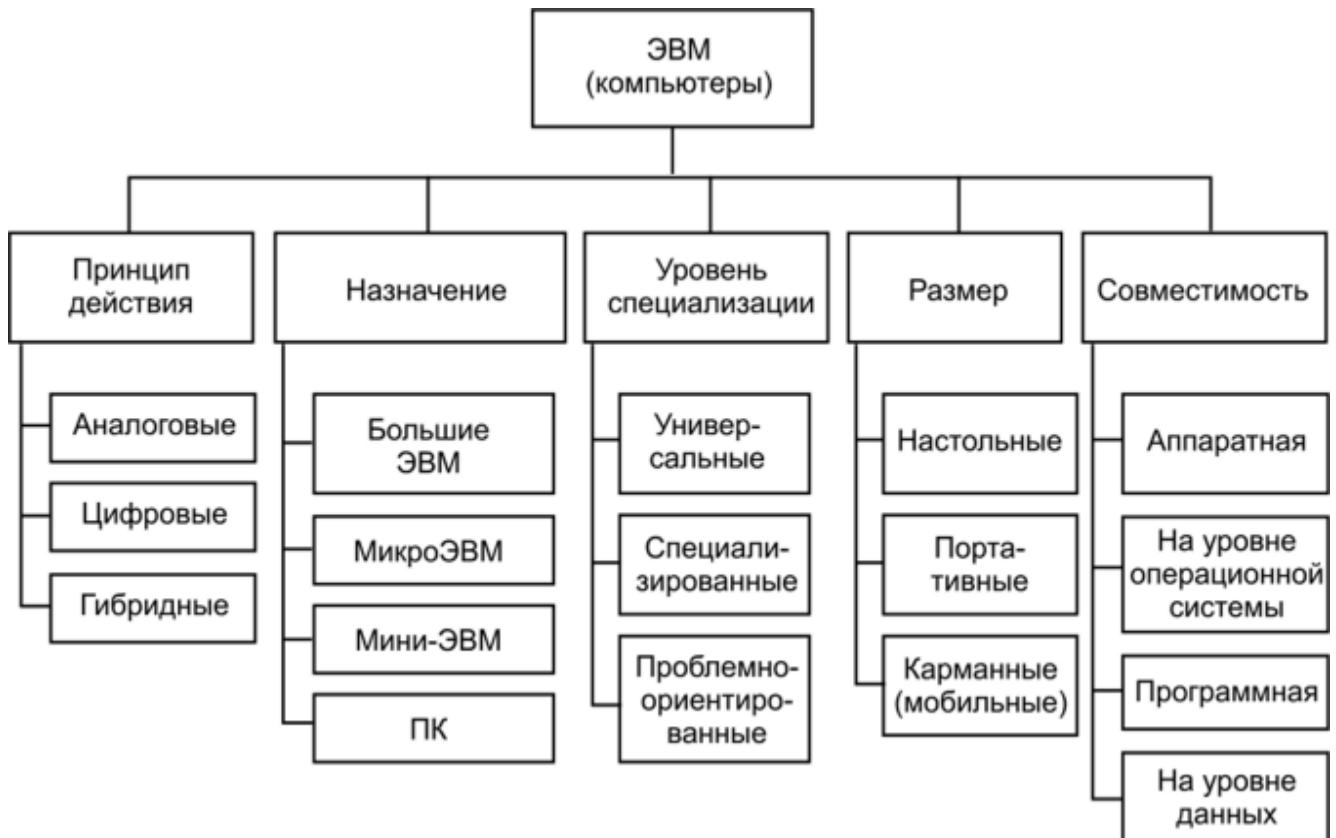 ЭВМ
(компьютеры)
Принцип
действия
Назначение
Уровень
специализации
Размер
Совместимость
Аналоговые
Цифровые
Гибридные
Большие
ЭВМ
МикроЭВМ
Мини-ЭВМ
ПК
Универ-
сальные
Специали-
зированные
Проблемно-
ориентиро-
ванные
Настольные
Порта-
тивные
Карманные
(мобильные)
Аппаратная
На уровне
операционной
системы
Программная
На уровне
данных